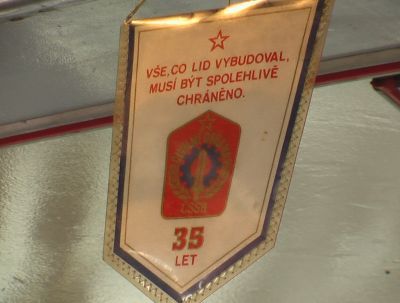 VŠE, CO LID VYBUDOVAL,
MUSÍ BÝT SPOLEHLIVĚ
CHRÁNĚNO.
ČSSR
35
LET